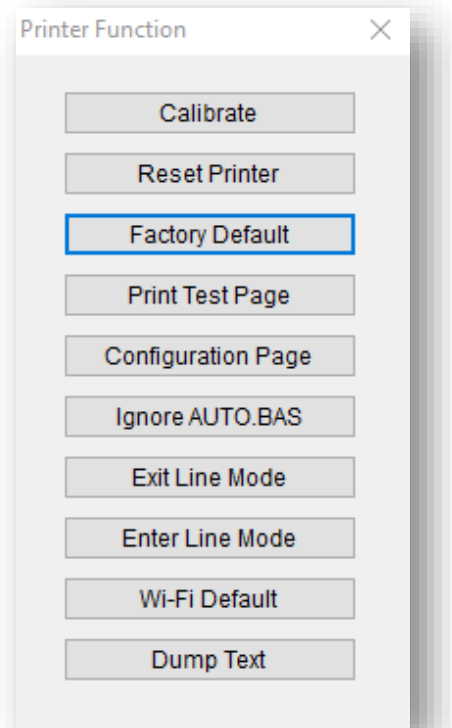 Printer Function
Calibrate
Reset Printer
Factory Default
Print Test Page
Configuration Page
Ignore AUTO.BAS
Exit Line Mode
Enter Line Mode
Wi-Fi Default
Dump Text